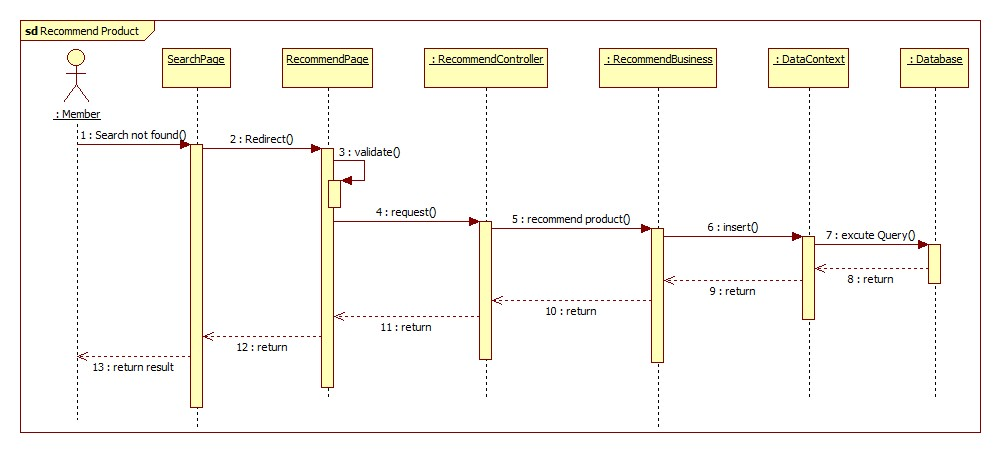 sd Recommend Product
SearchPage
RecommendPage
: RecommendController
: RecommendBusiness
: DataContext
: Database
: Member
1 : Search not found()
2 : Redirect()
3 : validate()
4 : request()
5 : recommend product()
6 : insert()
7 : excute Query()
8 : return
9 : return
10 : return
11 : return
12 : return
13 : return result